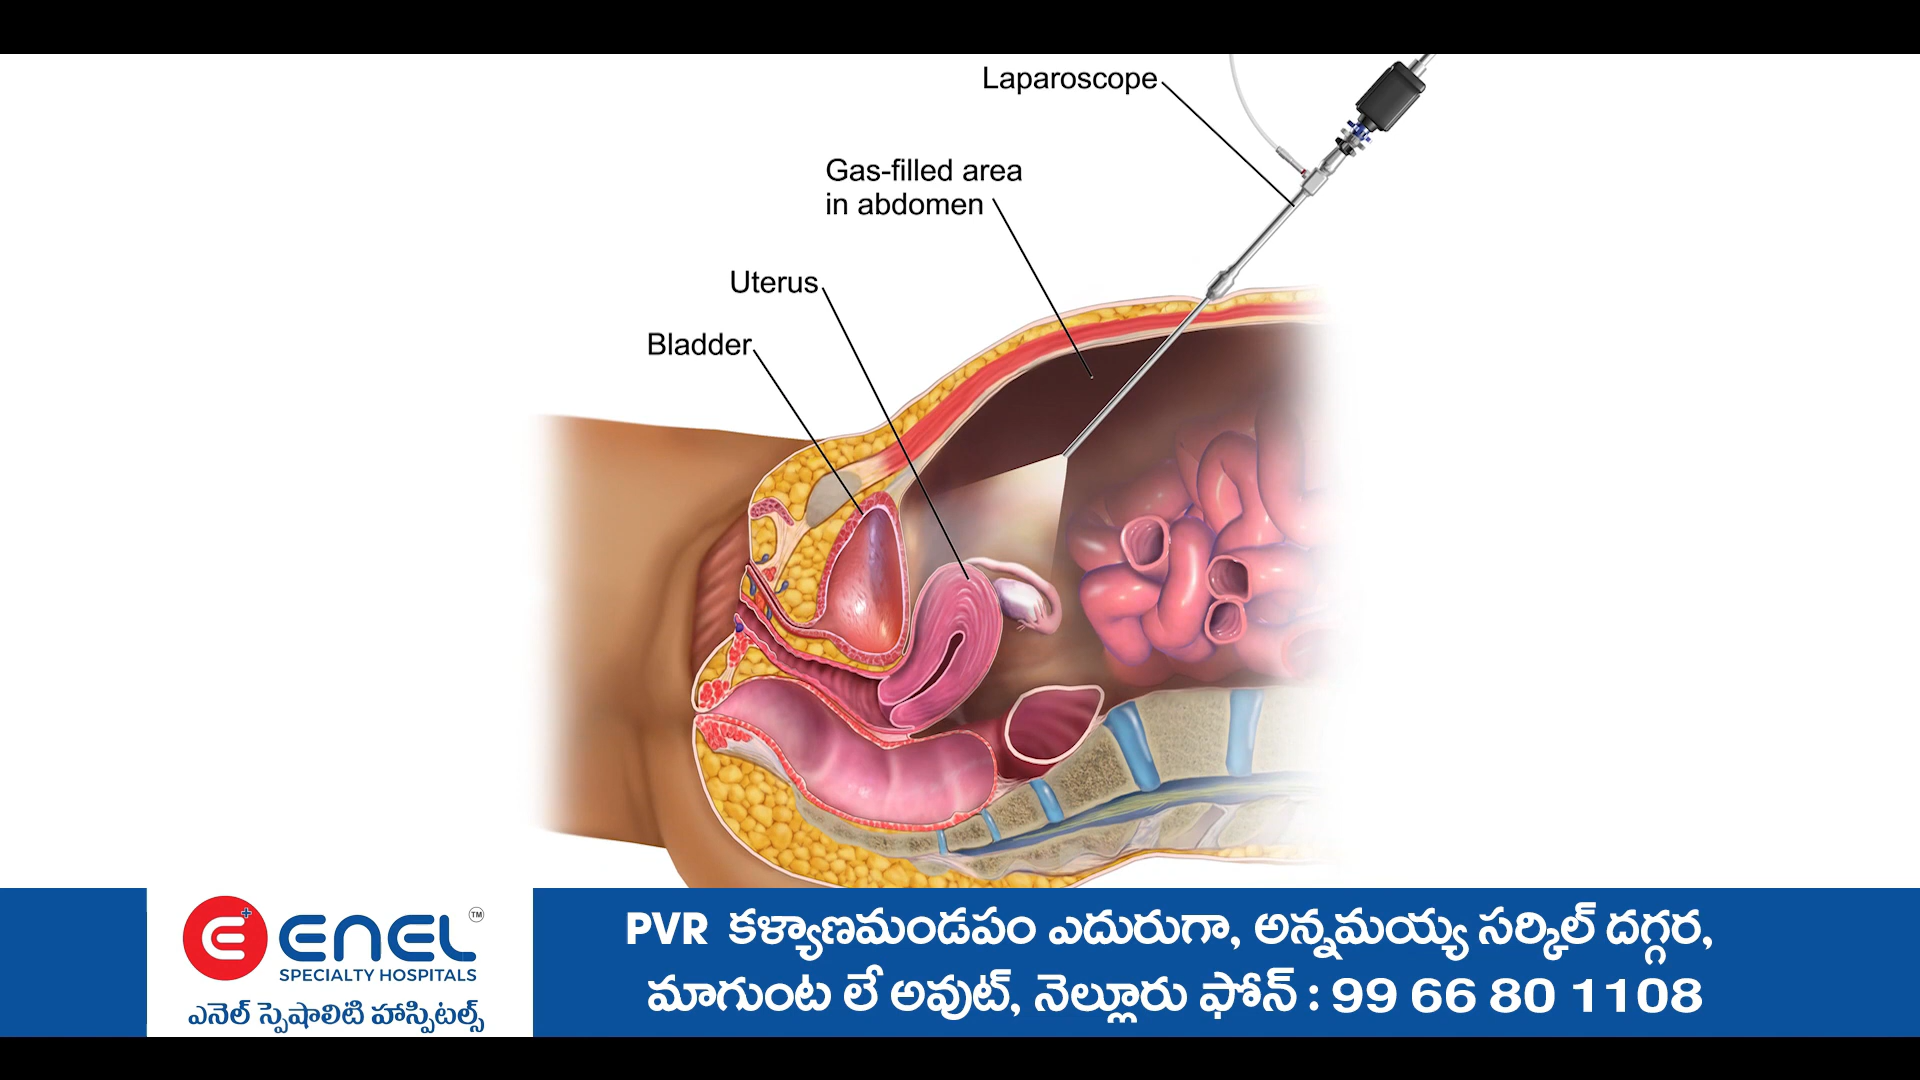 Laparoscope
Gas-filled area
in abdomen
Uterus
Bladder
ENEL™
SPECIALTY HOSPITALS
ఎనెల్ స్పెషాలిటి హాస్పిటల్స్
PVR కళ్యాణమండపం ఎదురుగా, అన్నమయ్య సర్కిల్ దగ్గర,
మాగుంట లే అవుట్, నెల్లూరు ఫోన్ : 99 66 80 1108